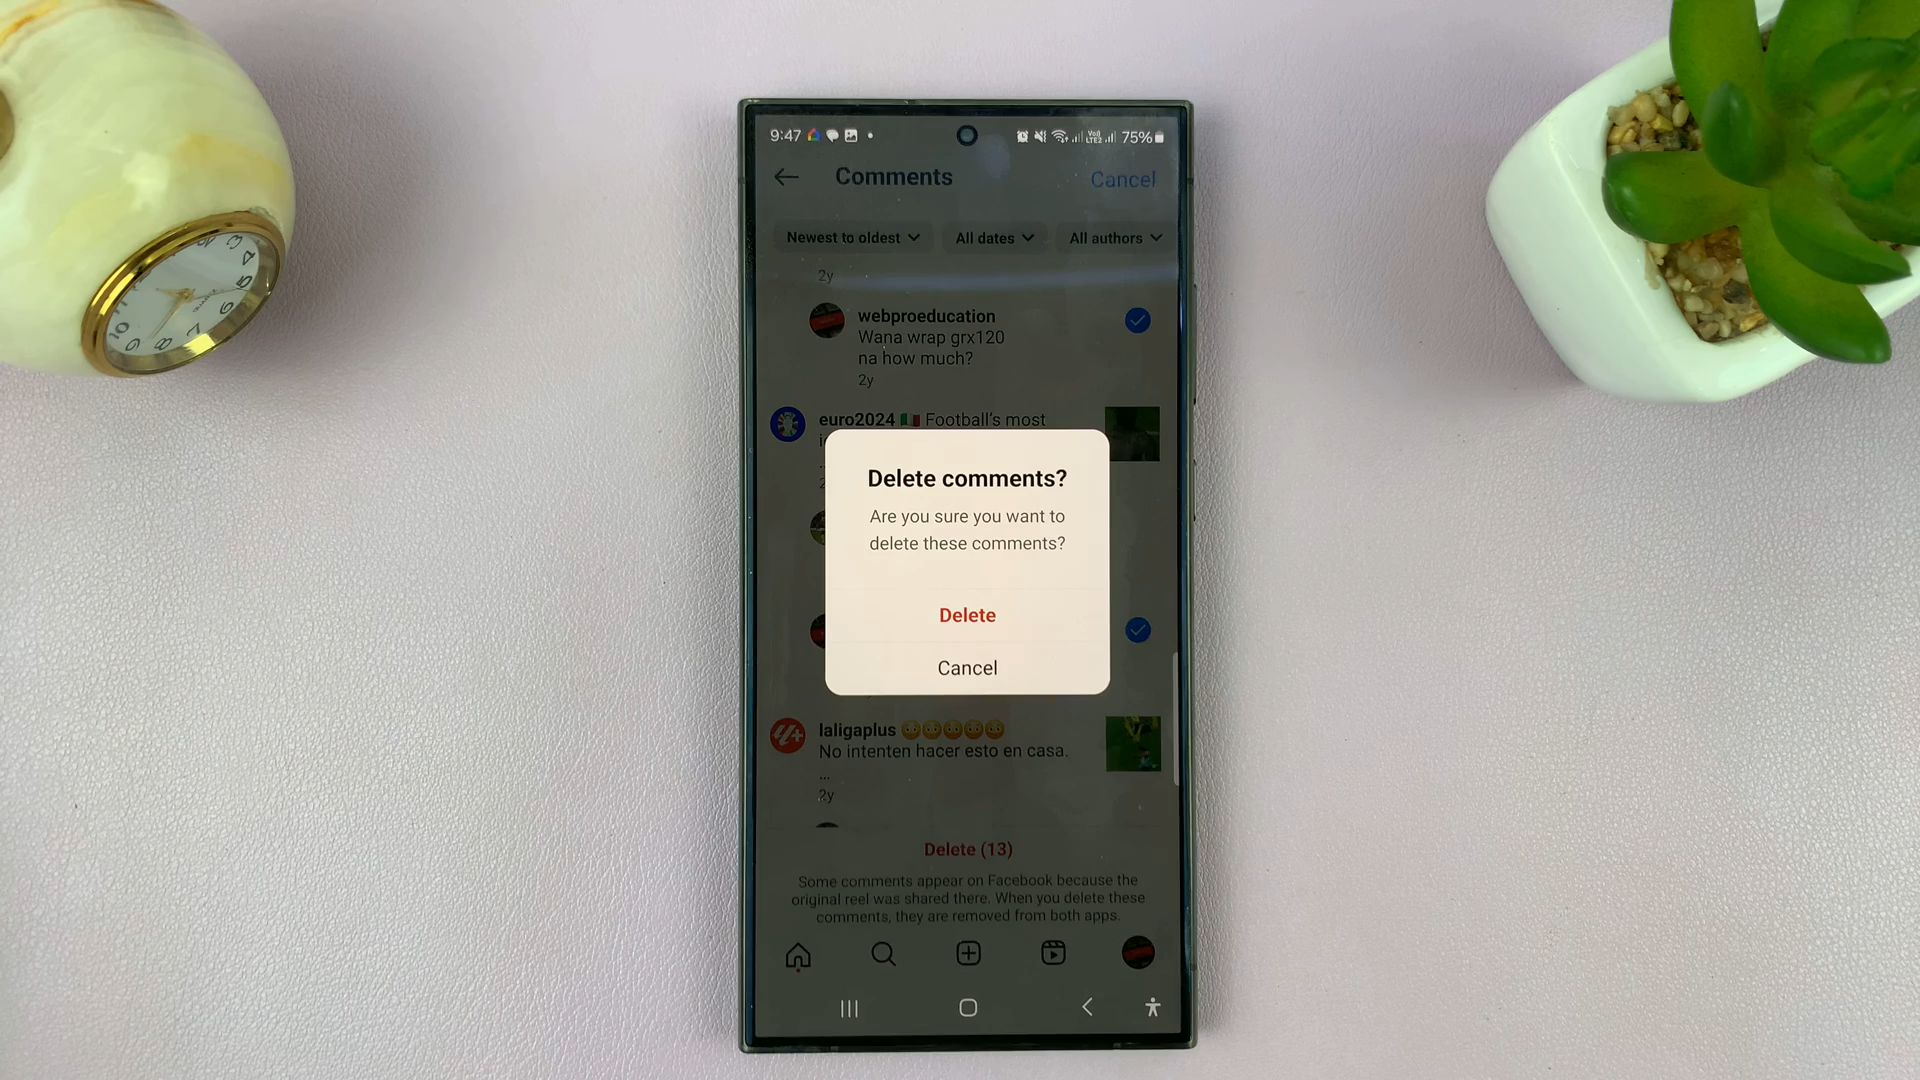 9:47
75%
Comments
Cancel
Newest to oldest
All dates
All authors
2y
webproeducation
Wana wrap grx120
na how much?
2y
euro2024 🇮🇹 Football's most
Delete comments?
Are you sure you want to
delete these comments?
Delete
Cancel
laligaplus 😳😳😳😳😳
No intenten hacer esto en casa.
...
2y
Delete (13)
Some comments appear on Facebook because the
original reel was shared there. When you delete these
comments, they are removed from both apps.